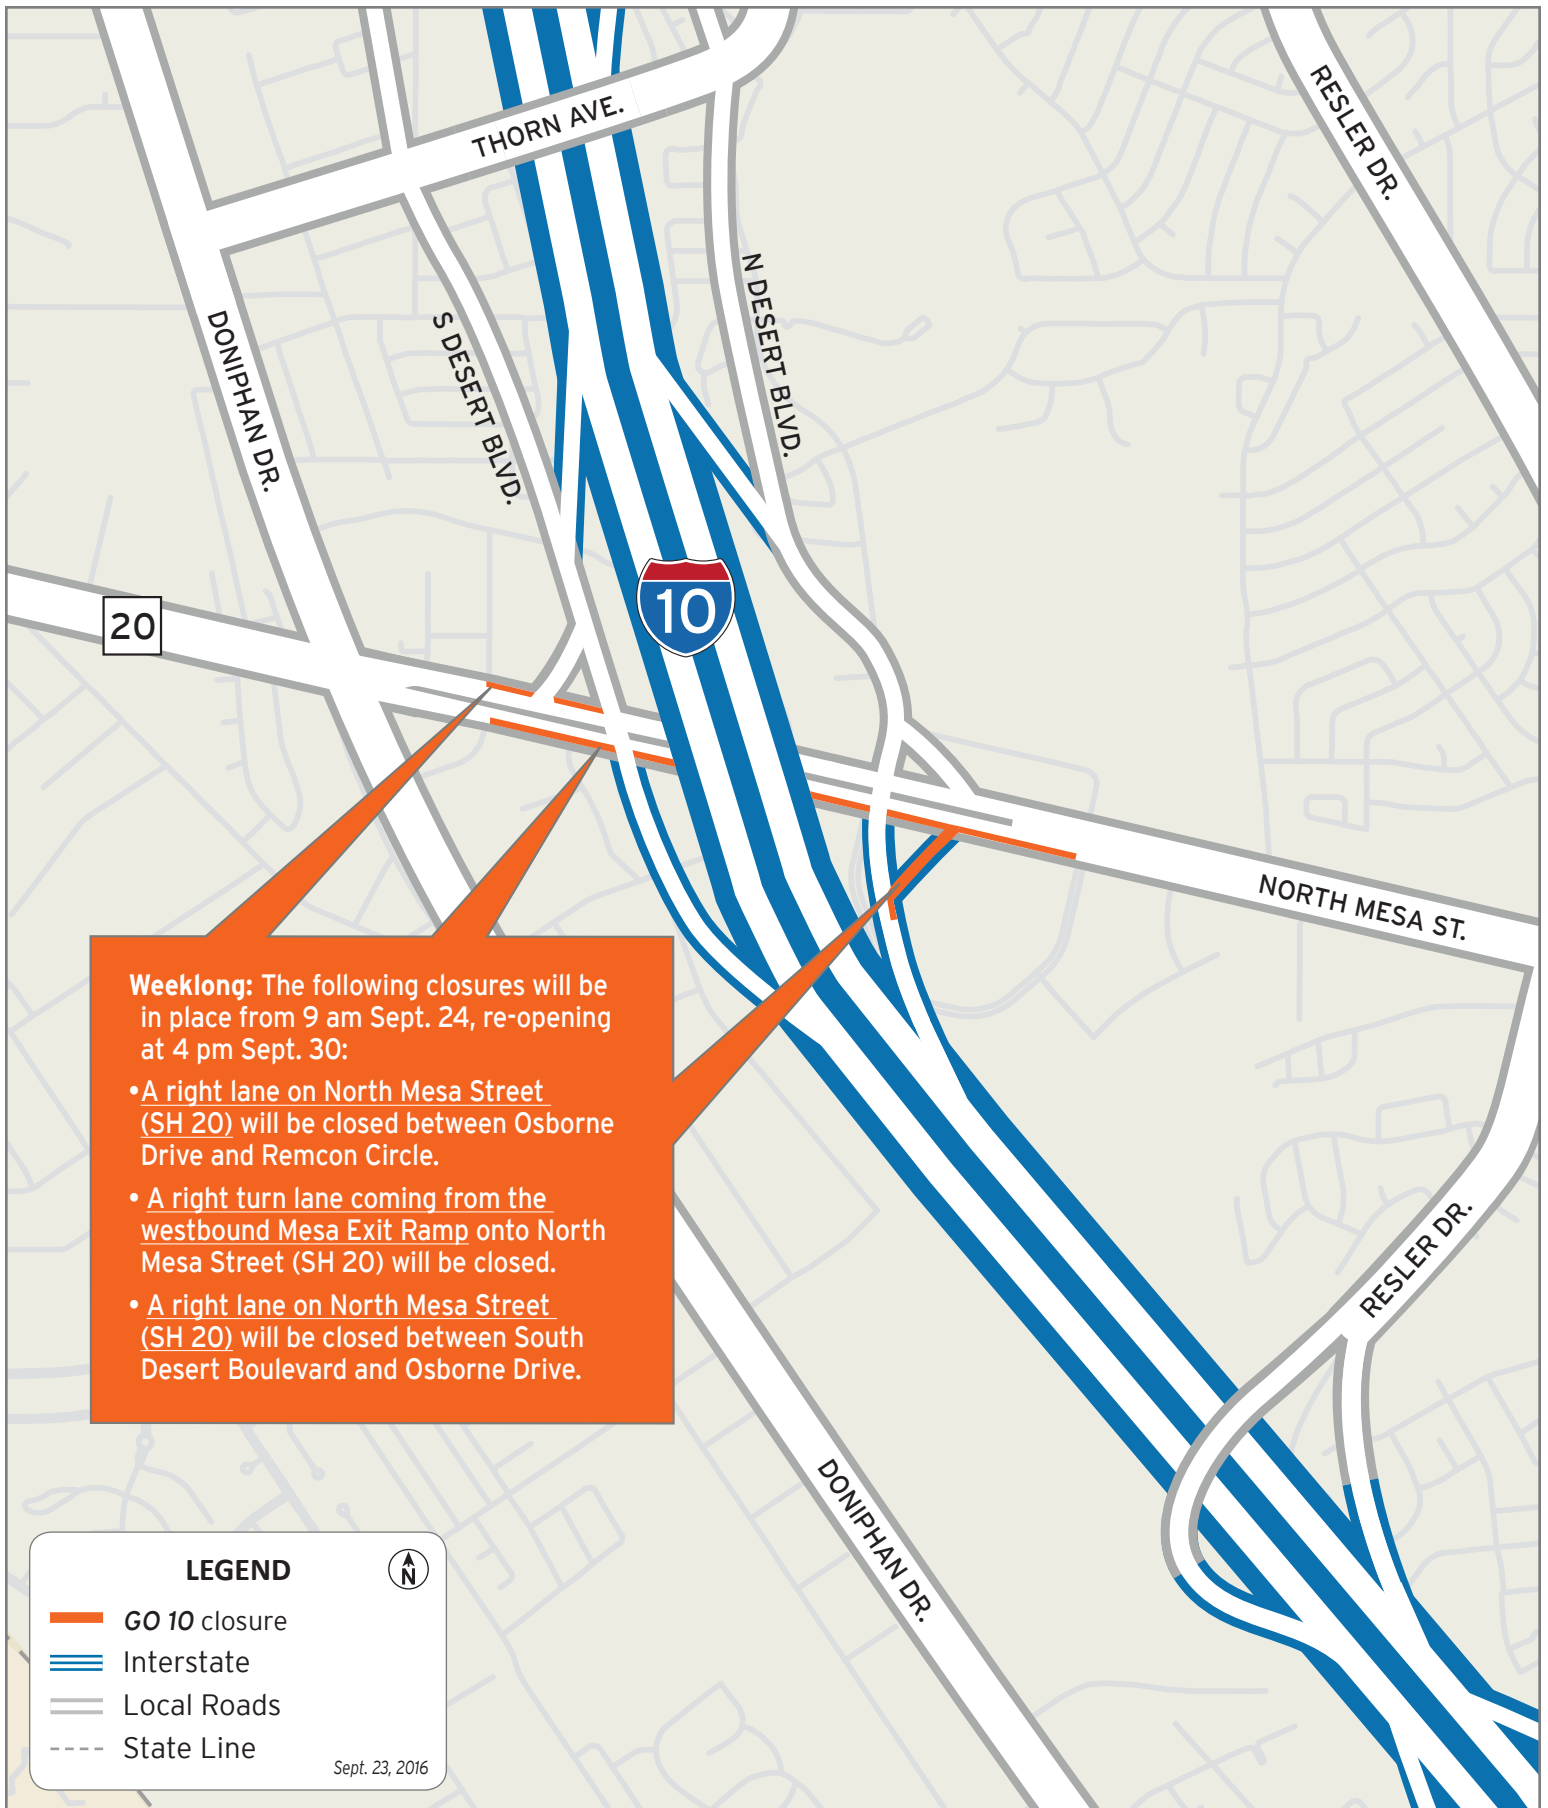 THORN AVE.
RESLER DR.
N DESERT BLVD.
S DESERT BLVD.
DONIPHAN DR.
10
20
NORTH MESA ST.
Weeklong: The following closures will be
in place from 9 am Sept. 24, re-opening
at 4 pm Sept. 30:
•A right lane on North Mesa Street
(SH 20) will be closed between Osborne
Drive and Remcon Circle.
• A right turn lane coming from the
westbound Mesa Exit Ramp onto North
Mesa Street (SH 20) will be closed.
• A right lane on North Mesa Street
(SH 20) will be closed between South
Desert Boulevard and Osborne Drive.
RESLER DR.
DONIPHAN DR.
LEGEND
N
GO 10 closure
Interstate
Local Roads
State Line
Sept. 23, 2016